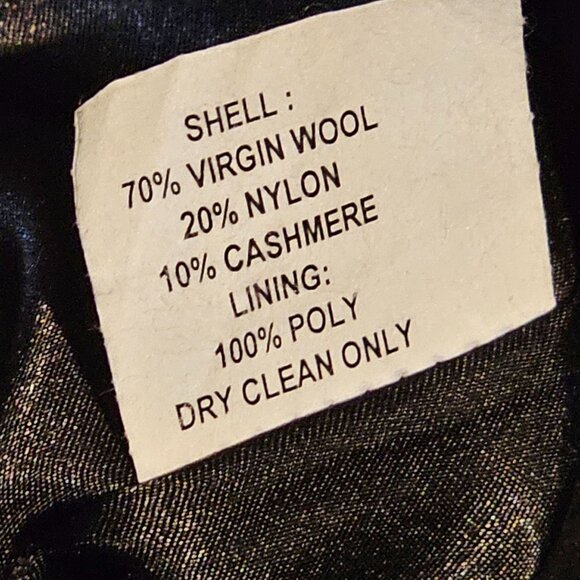 SHELL :
70% VIRGIN WOOL
20% NYLON
10% CASHMERE
LINING:
100% POLY
DRY CLEAN ONLY